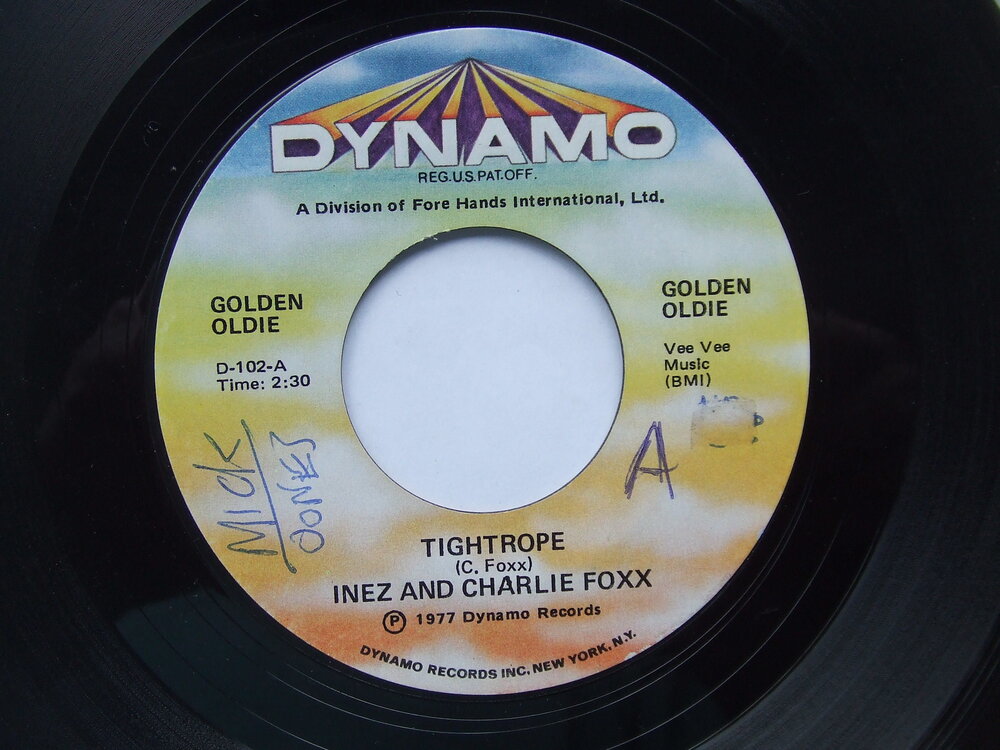 DYNAMO
REG.U.S.PAT.OFF.
A Division of Fore Hands International, Ltd.
GOLDEN
OLDIE
D-102-A
Time: 2:30
GOLDEN
OLDIE
Vee Vee
Music
(BMI)
MICK
A
TIGHTROPE
(C. Foxx)
INEZ AND CHARLIE FOXX
Ⓟ 1977 Dynamo Records
DYNAMO RECORDS INC. NEW YORK, N.Y.